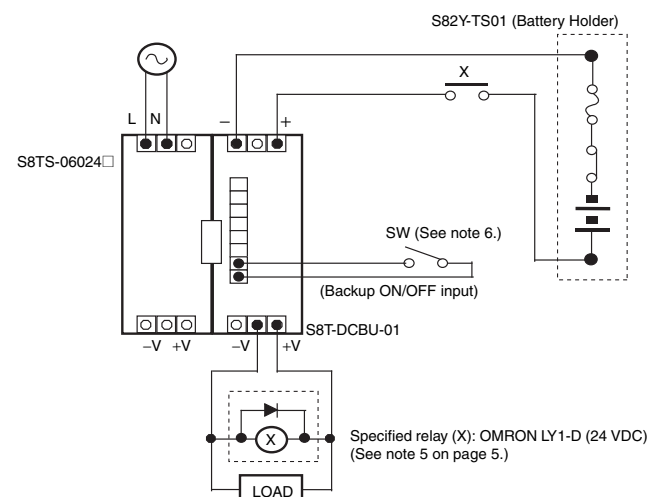 S82Y-TS01 (Battery Holder)
X
L N
− +
S8TS-06024□
SW (See note 6.)
(Backup ON/OFF input)
S8T-DCBU-01
−V +V −V +V
X
Specified relay (X): OMRON LY1-D (24 VDC)
(See note 5 on page 5.)
LOAD